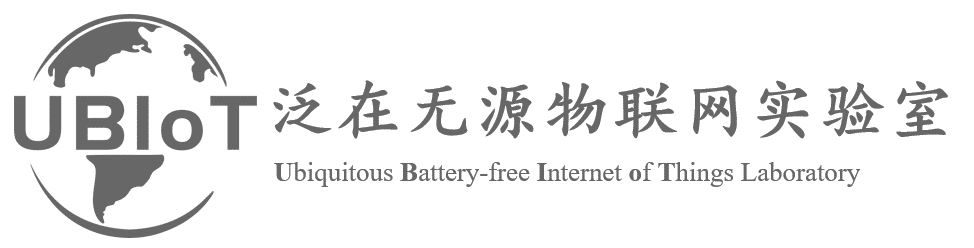 UBIoT
泛在无源物联网实验室
Ubiquitous Battery-free Internet of Things Laboratory